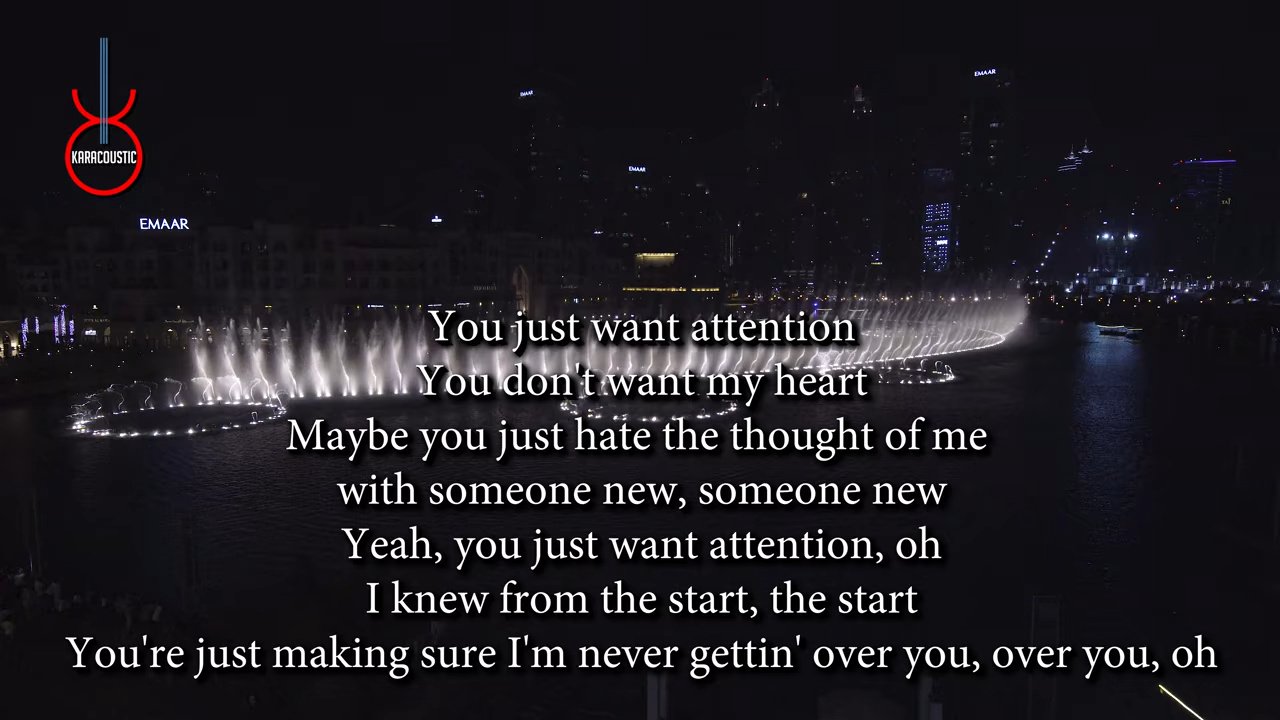 EMAAR
EMAAR
KARACOUSTIC
EMAAR
EMAAR
You just want attention
You don't want my heart
Maybe you just hate the thought of me
with someone new, someone new
Yeah, you just want attention, oh
I knew from the start, the start
You're just making sure I'm never gettin' over you, over you, oh